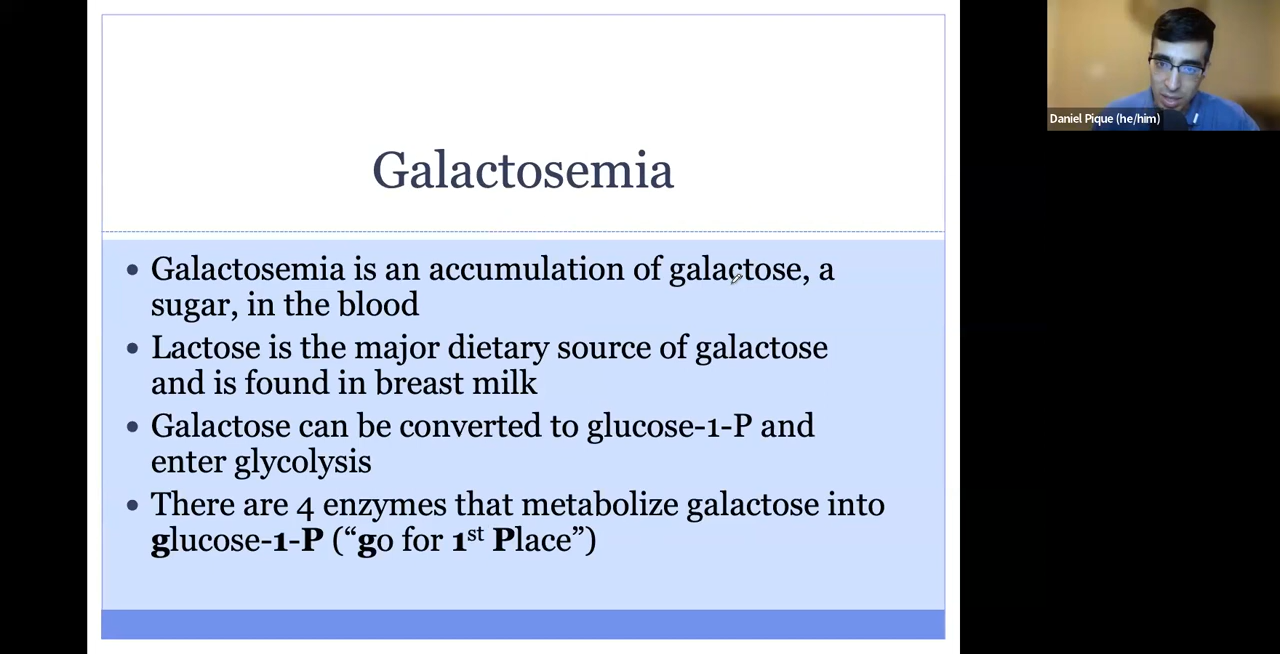 Galactosemia
• Galactosemia is an accumulation of galactose, a
sugar, in the blood
• Lactose is the major dietary source of galactose
and is found in breast milk
• Galactose can be converted to glucose-1-P and
enter glycolysis
• There are 4 enzymes that metabolize galactose into
glucose-1-P (“go for 1st Place”)
Daniel Pique (he/him)